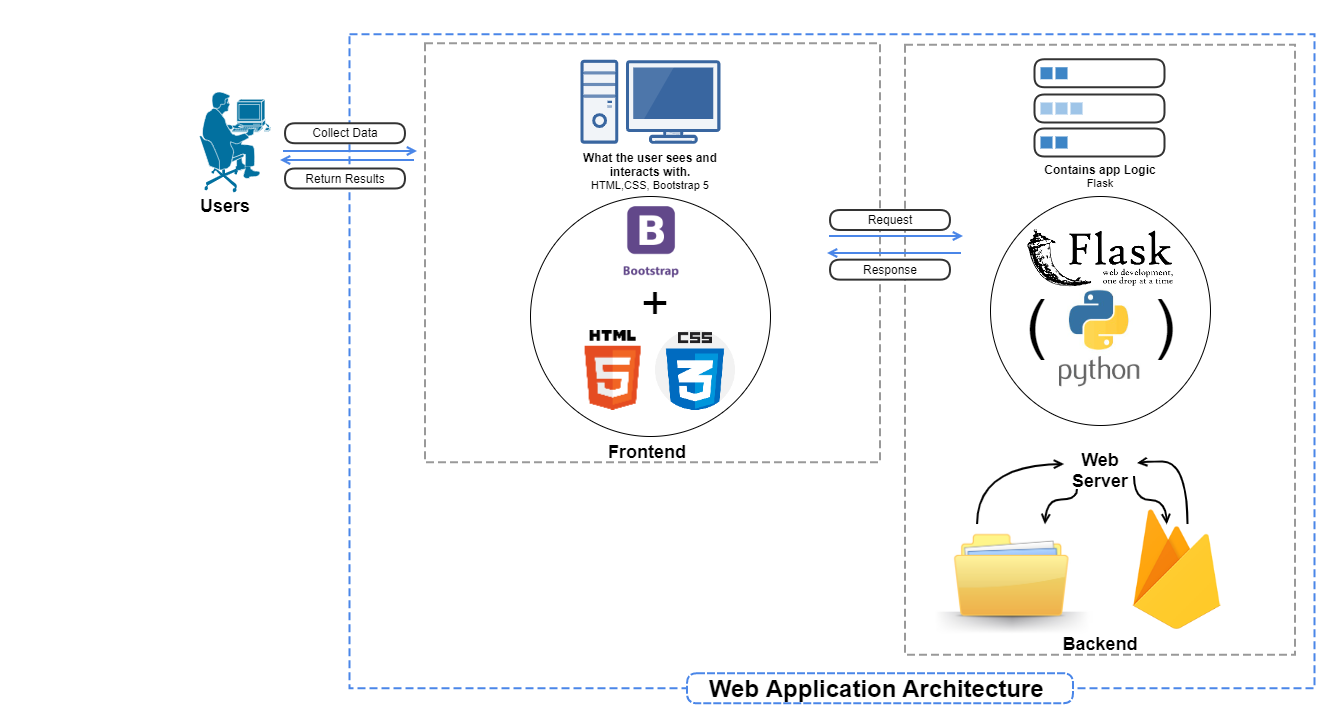 Users
Collect Data
Return Results
What the user sees and
interacts with.
HTML,CSS, Bootstrap 5
B
Bootstrap
+
HTML
5
CSS
3
Frontend
Request
Response
Contains app Logic
Flask
Flask
web development,
one drop at a time
( )
python
Web
Server
Backend
Web Application Architecture